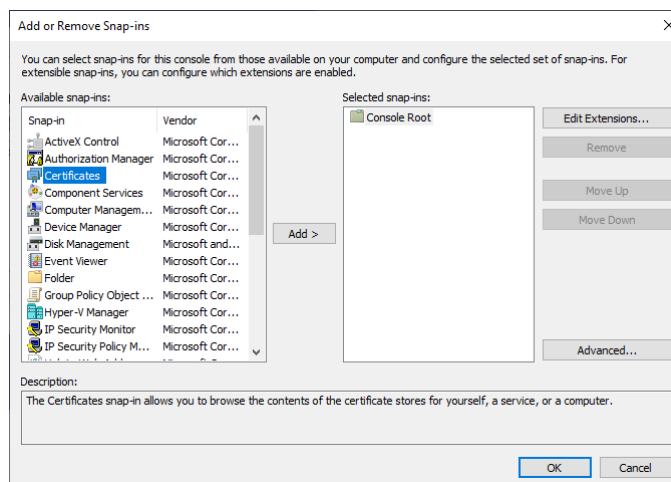 Add or Remove Snap-ins
You can select snap-ins for this console from those available on your computer and configure the selected set of snap-ins. For
extensible snap-ins, you can configure which extensions are enabled.
Available snap-ins:
Snap-in Vendor
ActiveX Control Microsoft Cor...
Authorization Manager Microsoft Cor...
Certificates Microsoft Cor...
Component Services Microsoft Cor...
Computer Managem... Microsoft Cor...
Device Manager Microsoft Cor...
Disk Management Microsoft and...
Event Viewer Microsoft Cor...
Folder Microsoft Cor...
Group Policy Object ... Microsoft Cor...
Hyper-V Manager Microsoft Cor...
IP Security Monitor Microsoft Cor...
IP Security Policy M... Microsoft Cor...
Add >
Selected snap-ins:
Console Root
Edit Extensions...
Remove
Move Up
Move Down
Advanced...
Description:
The Certificates snap-in allows you to browse the contents of the certificate stores for yourself, a service, or a computer.
OK Cancel